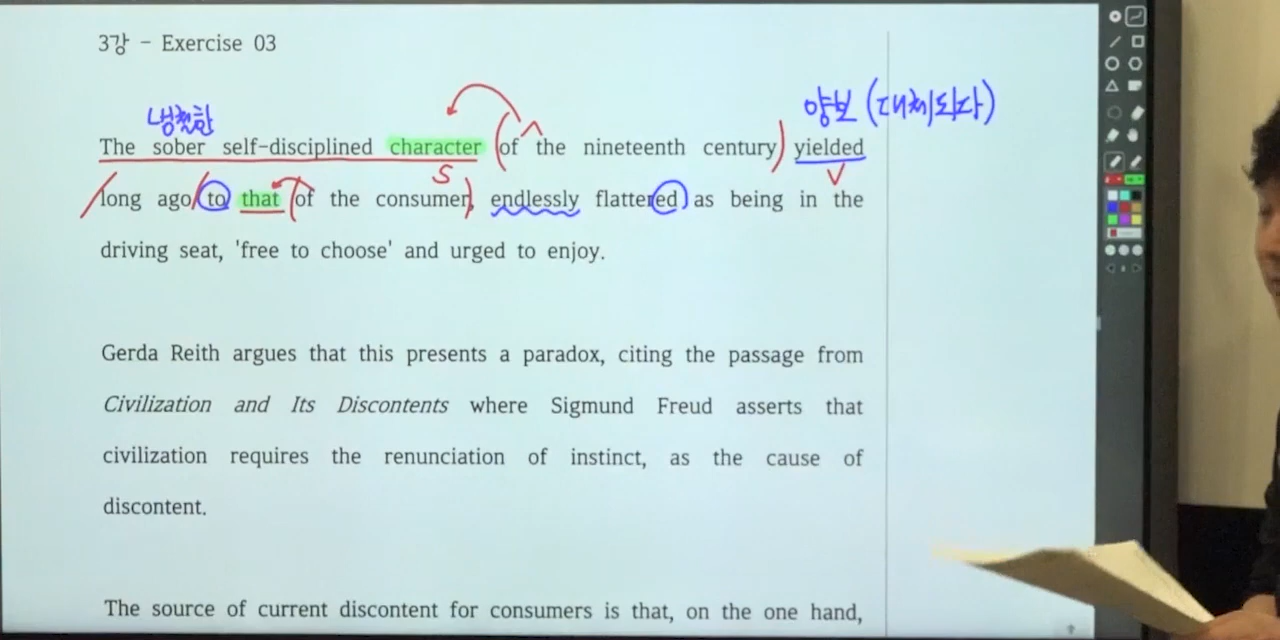 3강 - Exercise 03
냉철한
양보 (대체되다)
The sober self-disciplined character of the nineteenth century yielded
S
V
long ago to that of the consumer, endlessly flattered as being in the
driving seat, 'free to choose' and urged to enjoy.
Gerda Reith argues that this presents a paradox, citing the passage from
Civilization and Its Discontents where Sigmund Freud asserts that
civilization requires the renunciation of instinct, as the cause of
discontent.
The source of current discontent for consumers is that, on the one hand,